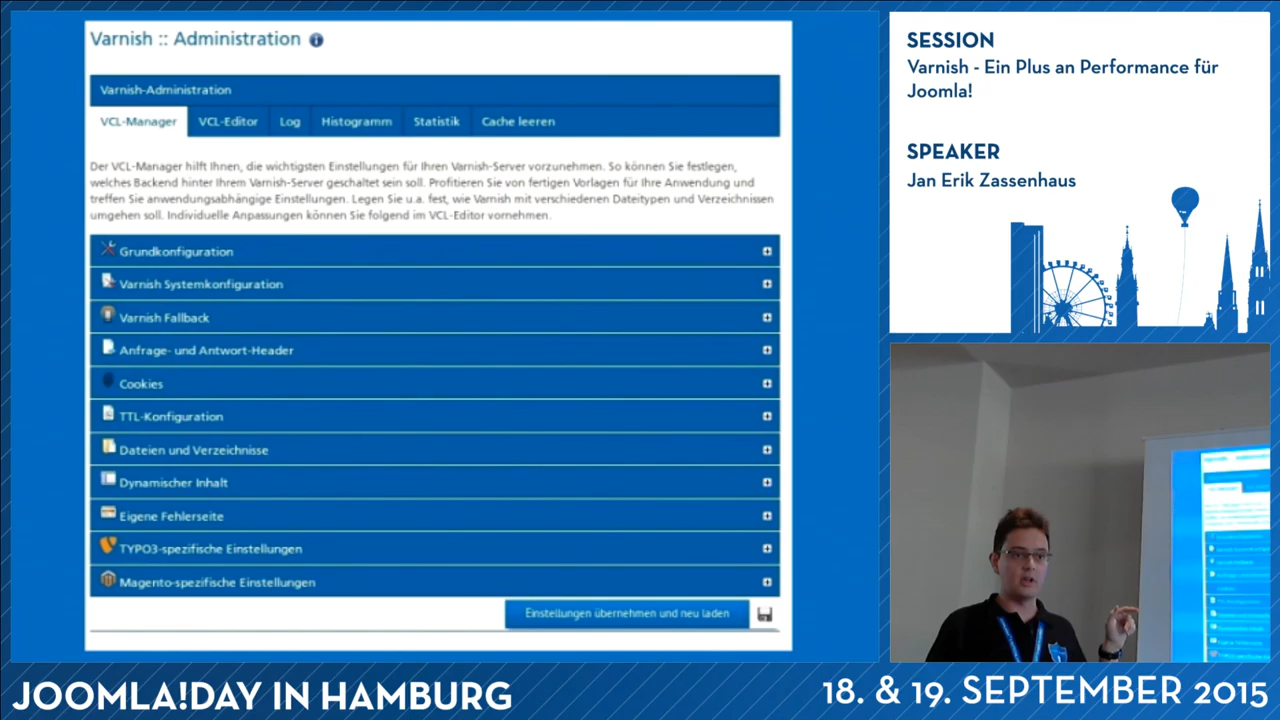 Varnish :: Administration
Varnish-Administration
VCL-Manager VCL-Editor Log Histogramm Statistik Cache leeren
Der VCL-Manager hilft Ihnen, die wichtigsten Einstellungen für Ihren Varnish-Server vorzunehmen. So können Sie festlegen,
welches Backend hinter Ihrem Varnish-Server geschaltet sein soll. Profitieren Sie von fertigen Vorlagen für Ihre Anwendung und
treffen Sie anwendungsabhängige Einstellungen. Legen Sie u.a. fest, wie Varnish mit verschiedenen Dateitypen und Verzeichnissen
umgehen soll. Individuelle Anpassungen können Sie folgend im VCL-Editor vornehmen.
Grundkonfiguration
Varnish Systemkonfiguration
Varnish Fallback
Anfrage- und Antwort-Header
Cookies
TTL-Konfiguration
Dateien und Verzeichnisse
Dynamischer Inhalt
Eigene Fehlerseite
TYPO3-spezifische Einstellungen
Magento-spezifische Einstellungen
Einstellungen übernehmen und neu laden
SESSION
Varnish - Ein Plus an Performance für
Joomla!
SPEAKER
Jan Erik Zassenhaus
JOOMLA!DAY IN HAMBURG
18. & 19. SEPTEMBER 2015